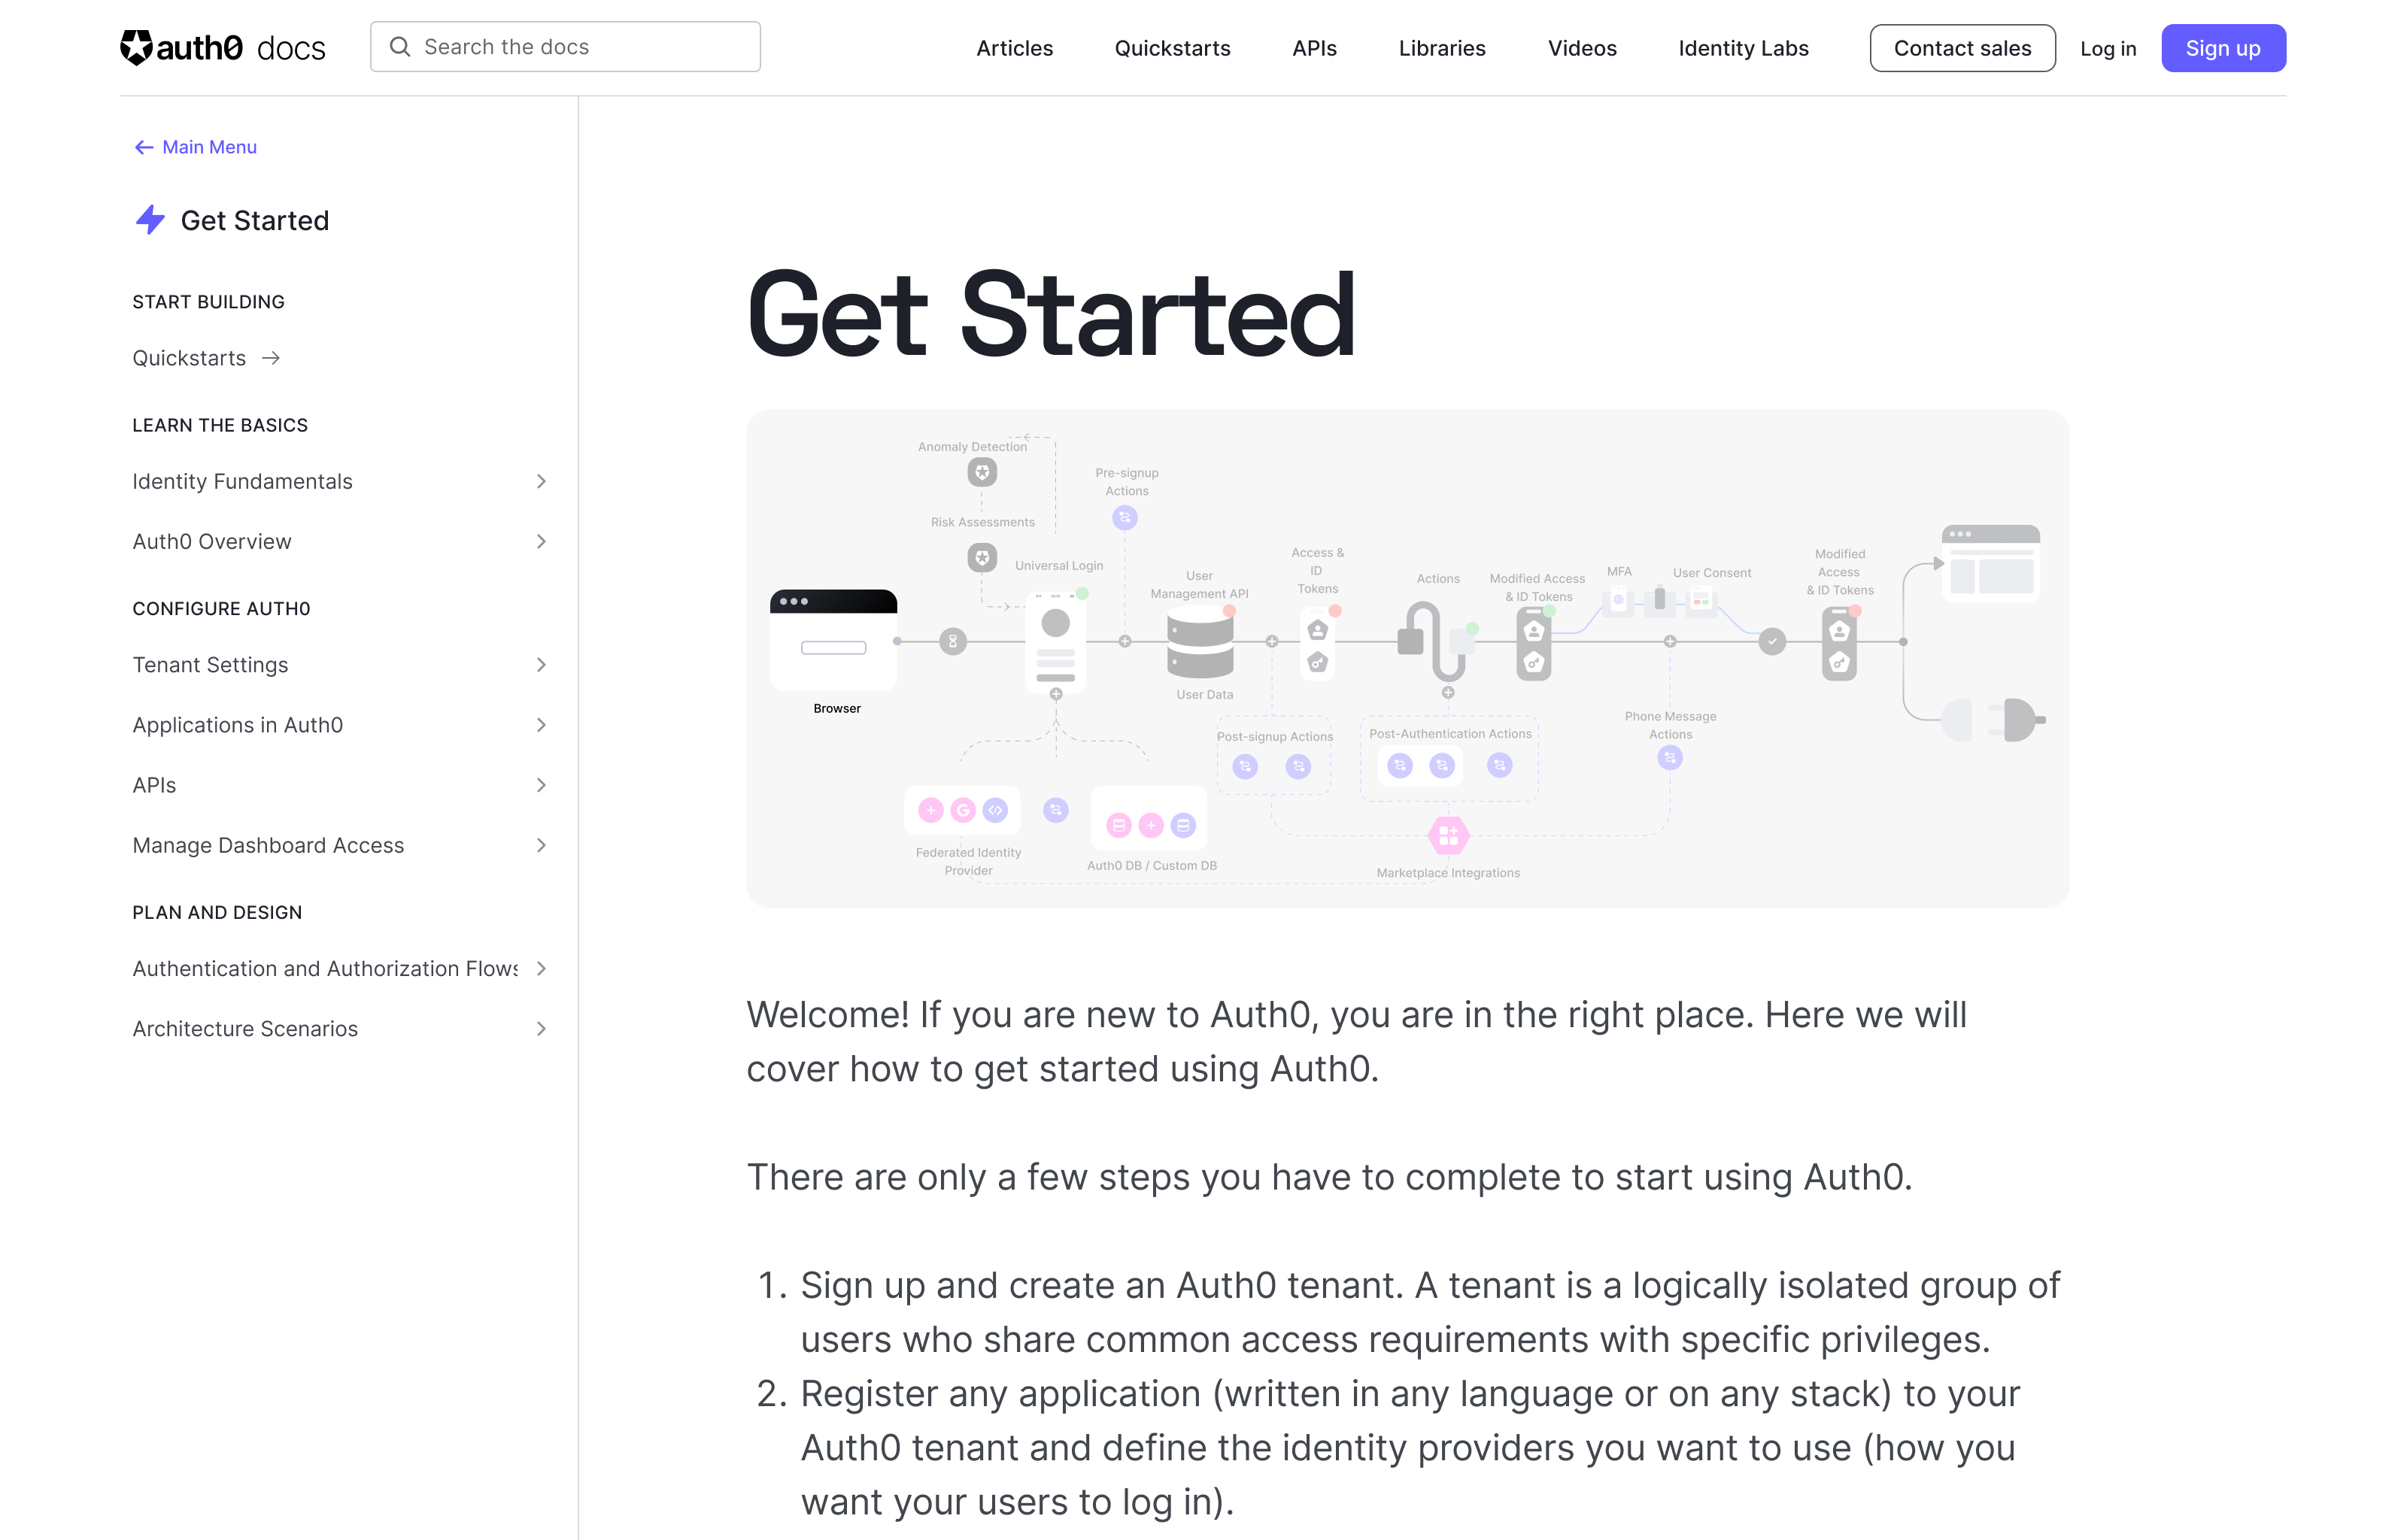 auth0 docs
Search the docs
Articles
Quickstarts
APIs
Libraries
Videos
Identity Labs
Contact sales
Log in
Sign up
Main Menu
Get Started
START BUILDING
Quickstarts
LEARN THE BASICS
Identity Fundamentals
Auth0 Overview
CONFIGURE AUTH0
Tenant Settings
Applications in Auth0
APIs
Manage Dashboard Access
PLAN AND DESIGN
Authentication and Authorization Flows
Architecture Scenarios
Get Started
Anomaly Detection
Risk Assessments
Pre-signup
Actions
Universal Login
User
Management API
Access &
ID
Tokens
Actions
Modified Access
& ID Tokens
MFA
User Consent
Modified
Access
& ID Tokens
Browser
User Data
Post-signup Actions
Post-Authentication Actions
Phone Message
Actions
Federated Identity
Provider
Auth0 DB / Custom DB
Marketplace Integrations
Welcome! If you are new to Auth0, you are in the right place. Here we will
cover how to get started using Auth0.
There are only a few steps you have to complete to start using Auth0.
1. Sign up and create an Auth0 tenant. A tenant is a logically isolated group of
users who share common access requirements with specific privileges.
2. Register any application (written in any language or on any stack) to your
Auth0 tenant and define the identity providers you want to use (how you
want your users to log in).